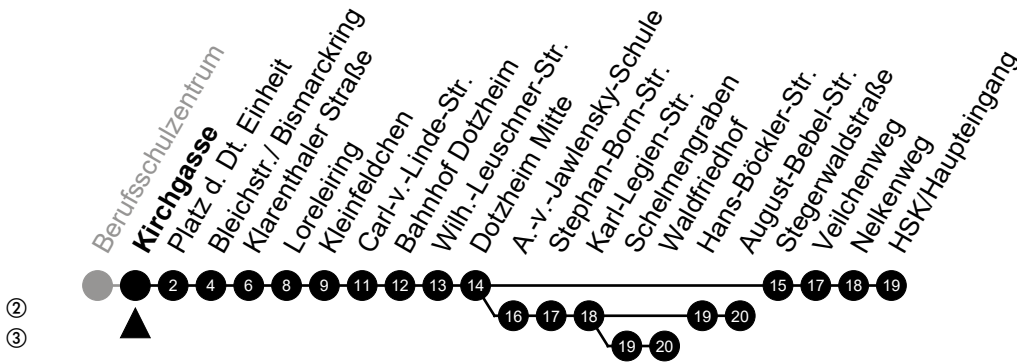 Berufsschulzentrum
Kirchgasse
Platz d. Dt. Einheit
Bleichstr./ Bismarckring
Klarenthaler Straße
Loreleiring
Kleinfeldchen
Carl-v.-Linde-Str.
Bahnhof Dotzheim
Wilh.-Leuschner-Str.
Dotzheim Mitte
A.-v.-Jawlensky-Schule
Stephan-Born-Str.
Karl-Legien-Str.
Schelmengraben
Waldfriedhof
Hans-Böckler-Str.
August-Bebel-Str.
Stegerwaldstraße
Veilchenweg
Nelkenweg
HSK/Haupteingang
2 4 6 8 9 11 12 13 14 15 17 18 19
② 16 17 18 19 20
③ 19 20